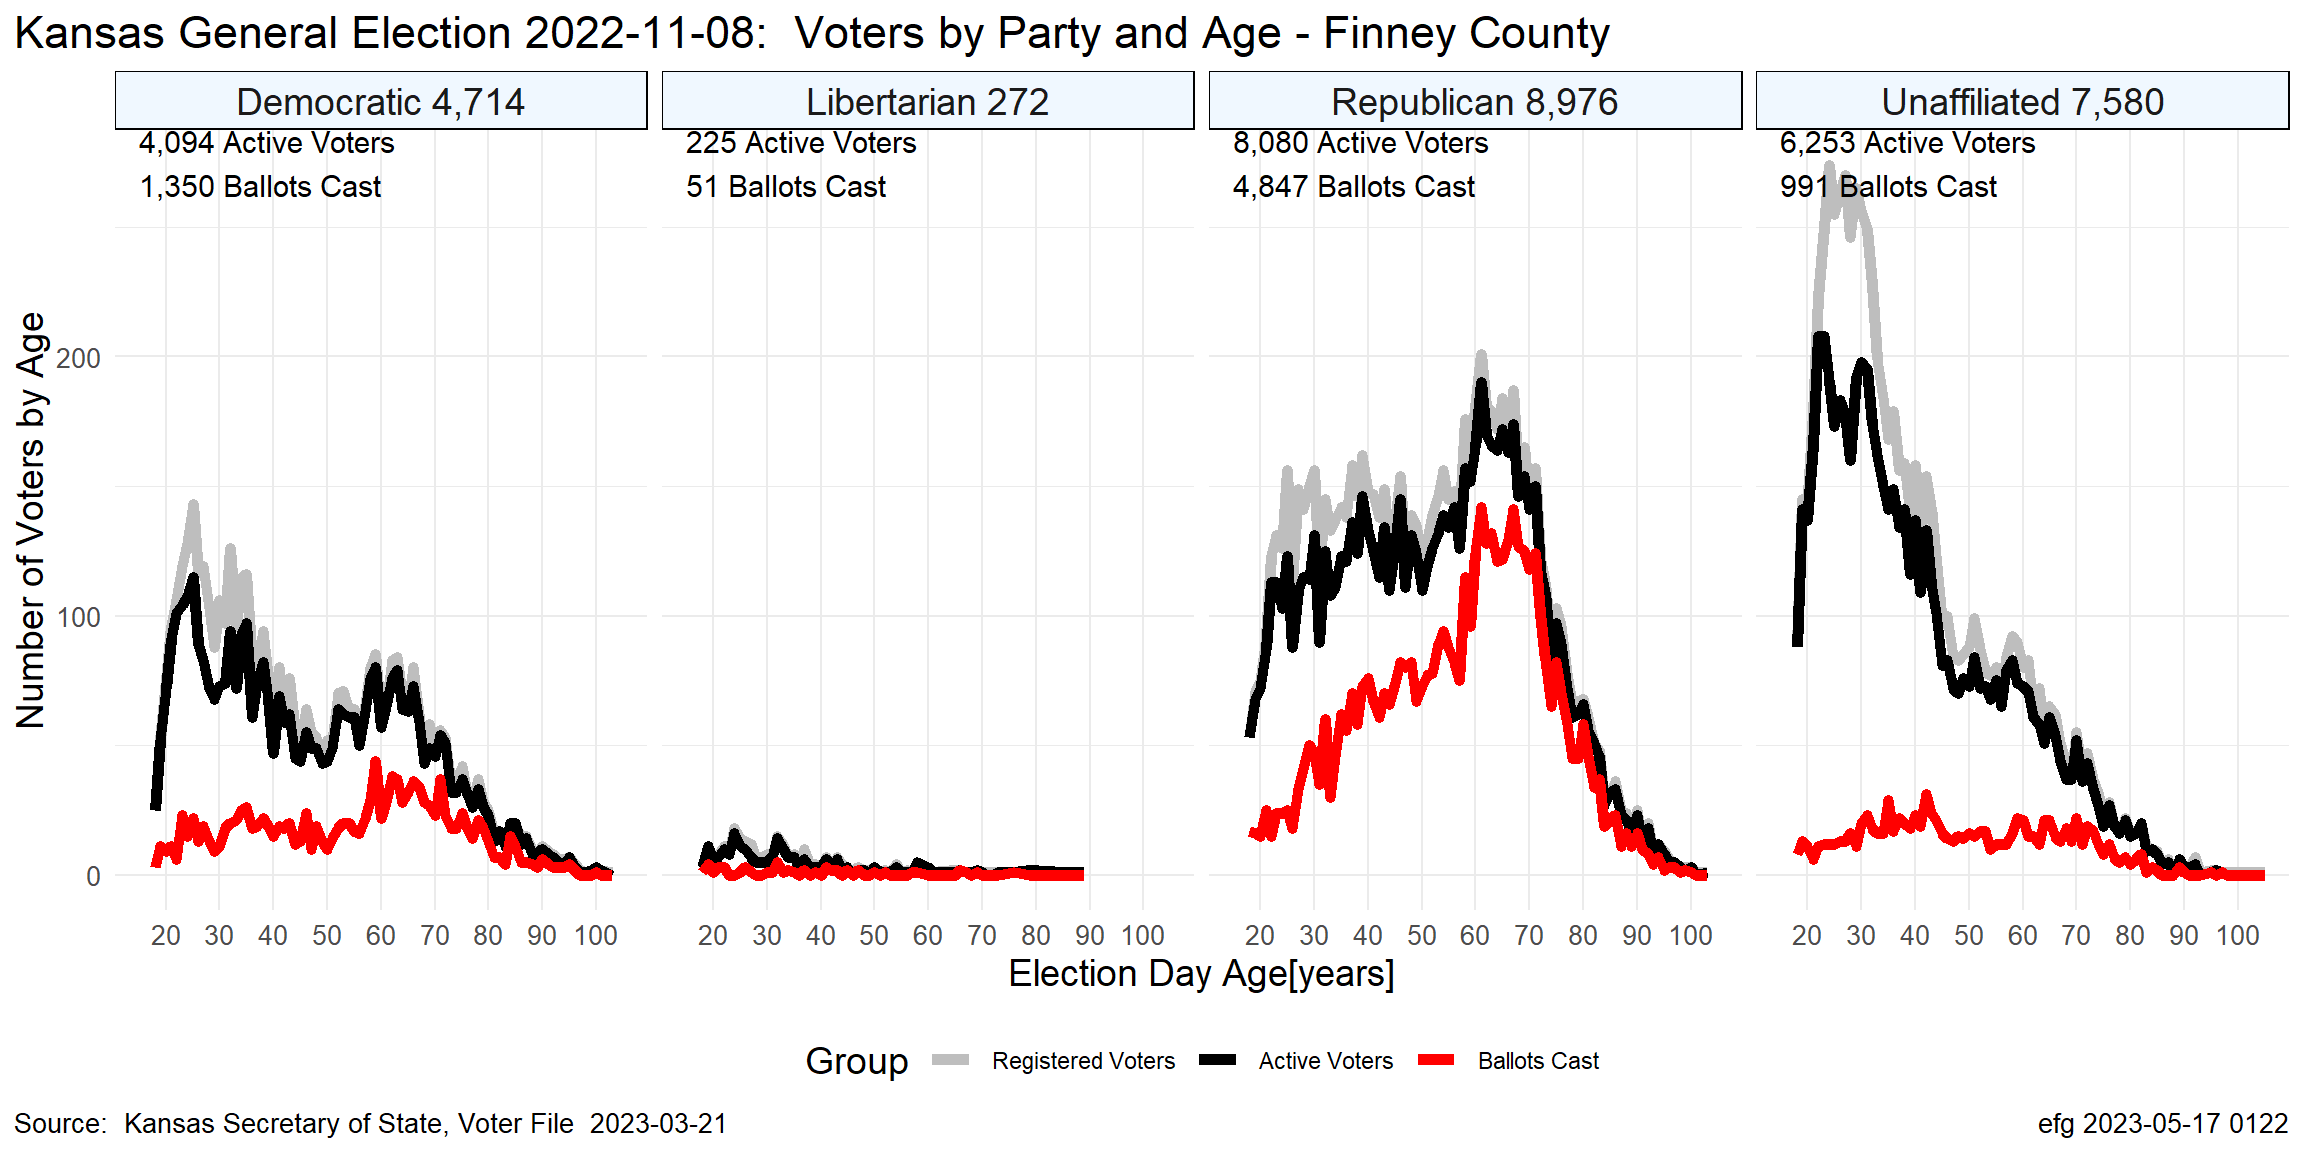 Kansas General Election 2022-11-08:  Voters by Party and Age - Finney County
Democratic 4,714
Libertarian 272
Republican 8,976
Unaffiliated 7,580
4,094 Active Voters
1,350 Ballots Cast
225 Active Voters
51 Ballots Cast
8,080 Active Voters
4,847 Ballots Cast
6,253 Active Voters
991 Ballots Cast
Number of Voters by Age
200
100
0
20 30 40 50 60 70 80 90 100
20 30 40 50 60 70 80 90 100
20 30 40 50 60 70 80 90 100
20 30 40 50 60 70 80 90 100
Election Day Age[years]
Group Registered Voters Active Voters Ballots Cast
Source:  Kansas Secretary of State, Voter File  2023-03-21
efg 2023-05-17 0122